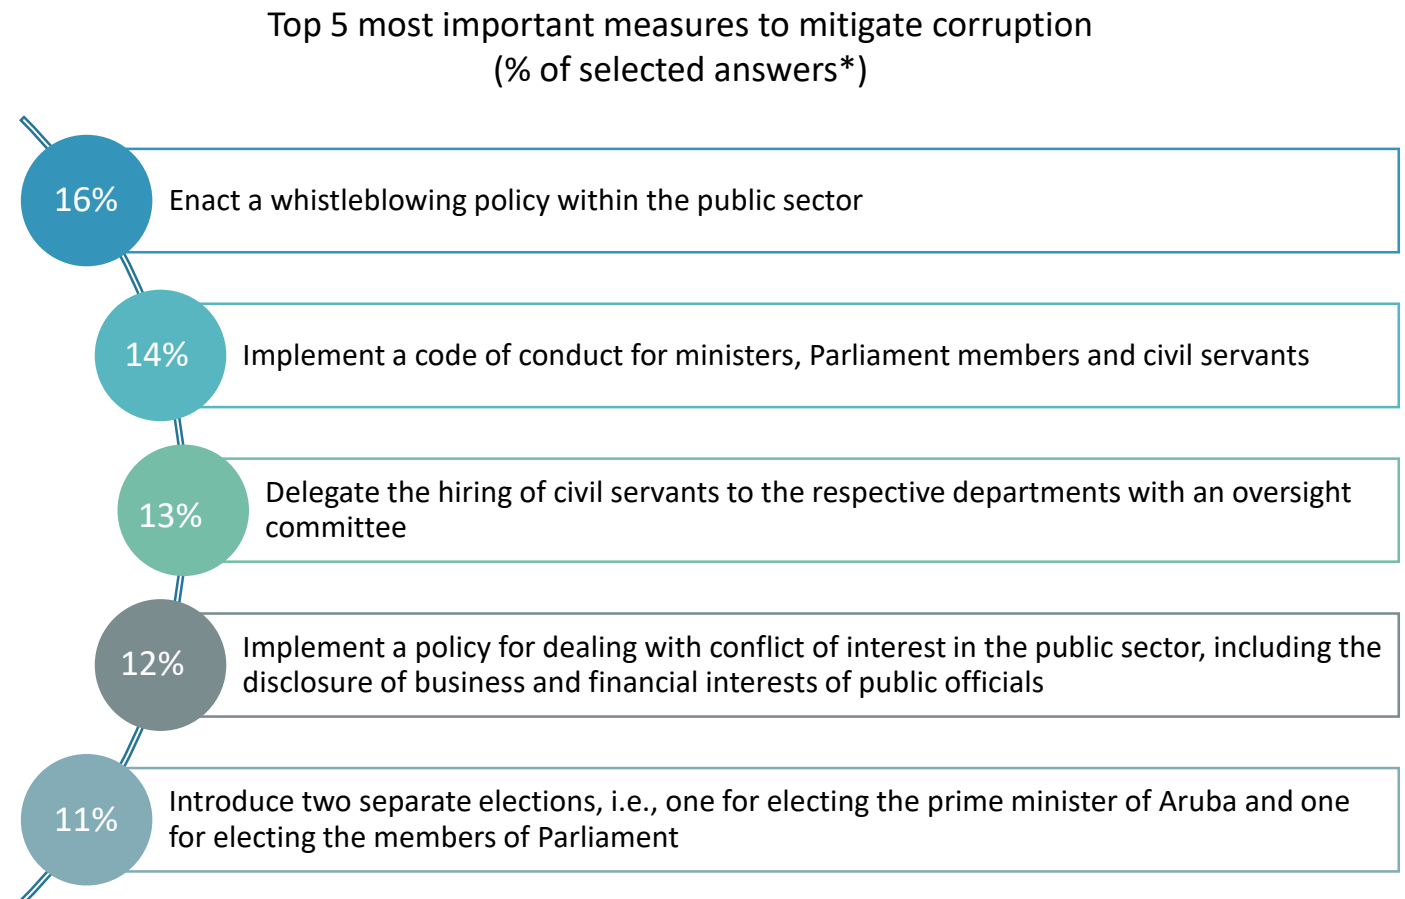 Top 5 most important measures to mitigate corruption
(% of selected answers*)
16%
Enact a whistleblowing policy within the public sector
14%
Implement a code of conduct for ministers, Parliament members and civil servants
13%
Delegate the hiring of civil servants to the respective departments with an oversight
committee
12%
Implement a policy for dealing with conflict of interest in the public sector, including the
disclosure of business and financial interests of public officials
11%
Introduce two separate elections, i.e., one for electing the prime minister of Aruba and one
for electing the members of Parliament